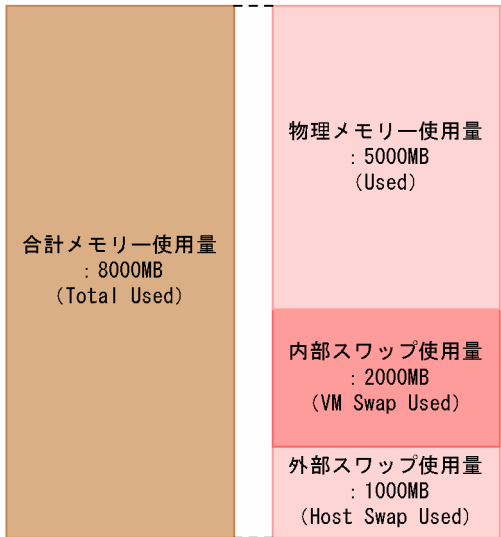 合計メモリー使用量
：8000MB
(Total Used)
物理メモリー使用量
：5000MB
(Used)
内部スワップ使用量
：2000MB
(VM Swap Used)
外部スワップ使用量
：1000MB
(Host Swap Used)